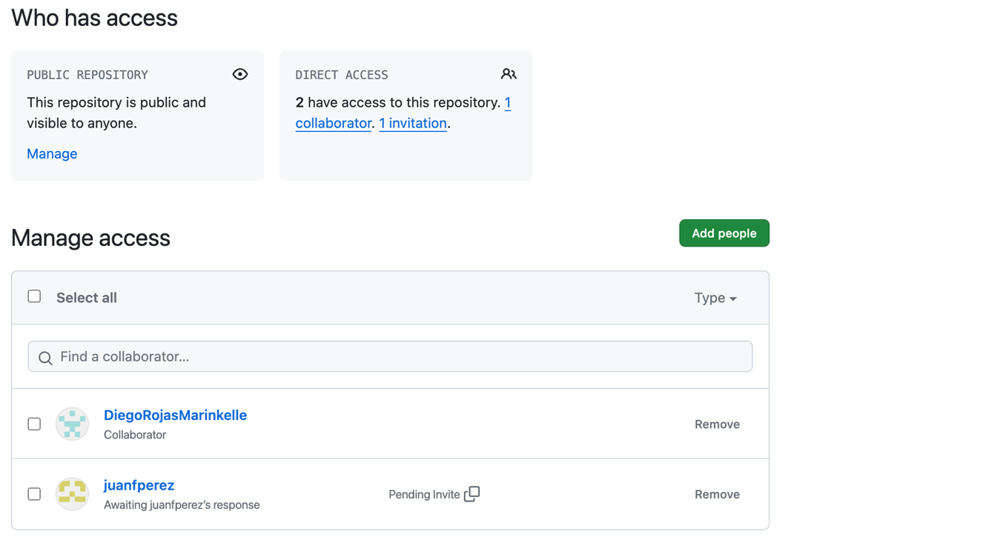 Who has access
PUBLIC REPOSITORY
This repository is public and
visible to anyone.
Manage
DIRECT ACCESS
2 have access to this repository. 1
collaborator. 1 invitation.
Manage access
Add people
Select all
Type
Find a collaborator...
DiegoRojasMarinkelle
Collaborator
Remove
juanfperez
Awaiting juanfperez’s response
Pending Invite
Remove